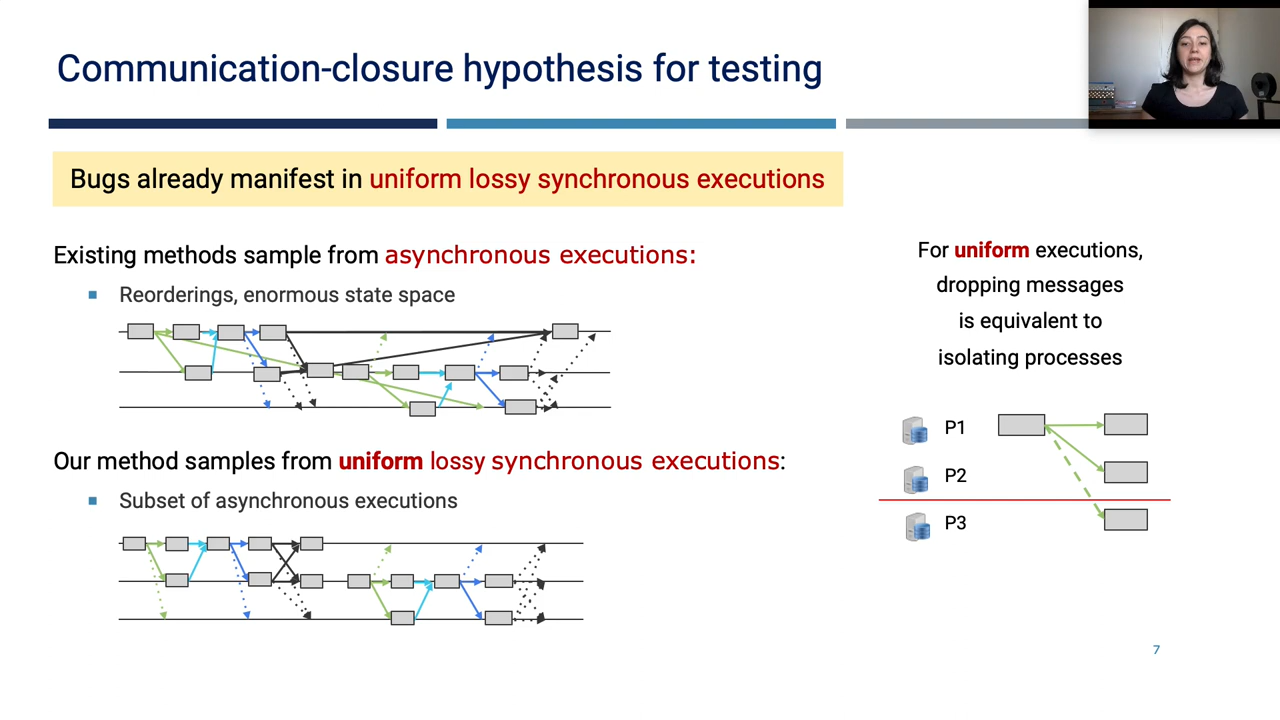 Communication-closure hypothesis for testing
Bugs already manifest in uniform lossy synchronous executions
Existing methods sample from asynchronous executions:
Reorderings, enormous state space
Our method samples from uniform lossy synchronous executions:
Subset of asynchronous executions
For uniform executions,
dropping messages
is equivalent to
isolating processes
P1
P2
P3
7